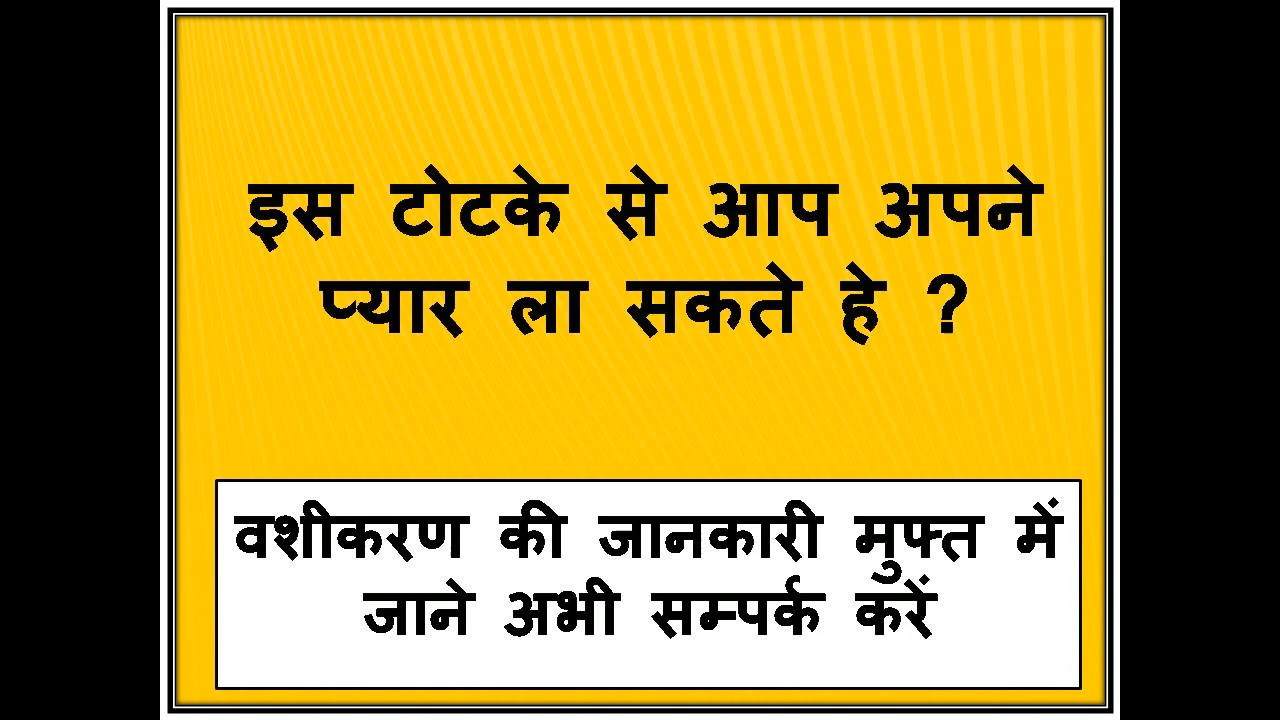 इस टोटके से आप अपने
प्यार ला सकते हे ?
वशीकरण की जानकारी मुफ्त में
जाने अभी सम्पर्क करें